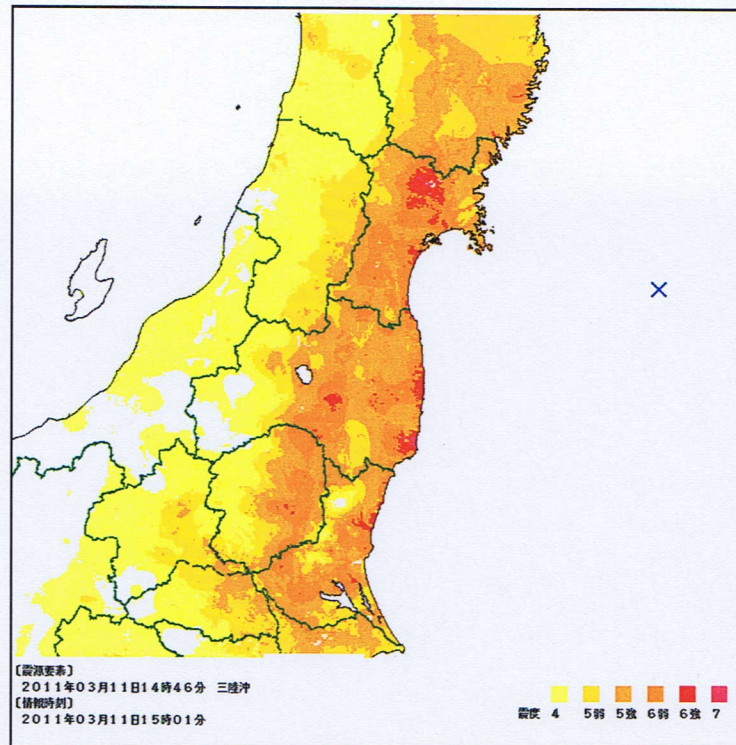 ［震源要素］
２０１１年０３月１１日１４時４６分 三陸沖
［情報時刻］
２０１１年０３月１１日１５時０１分
震度 4 5弱 5強 6弱 6強 7